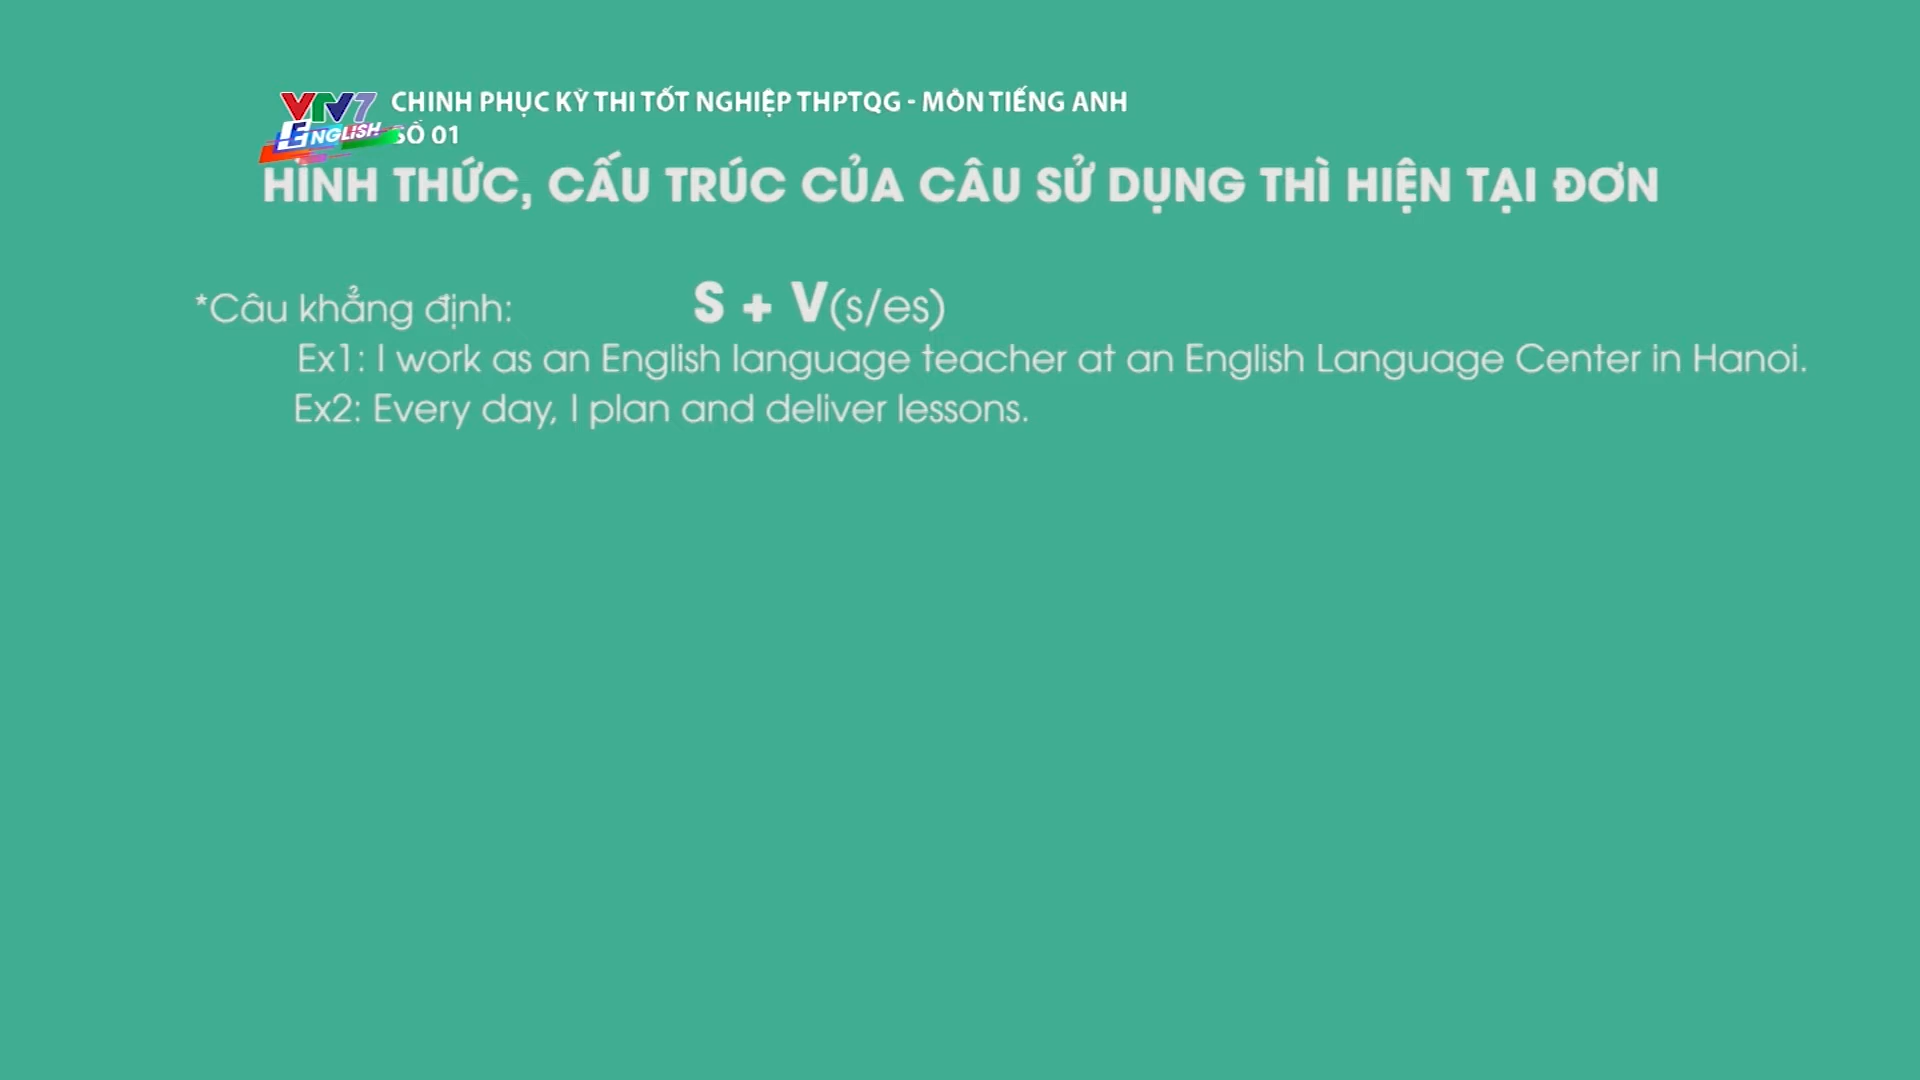 VTV7 CHINH PHỤC KỲ THI TỐT NGHIỆP THPTQG - MÔN TIẾNG ANH
ENGLISH SỐ 01
HÌNH THỨC, CẤU TRÚC CỦA CÂU SỬ DỤNG THÌ HIỆN TẠI ĐƠN
*Câu khẳng định: S + V(s/es)
Ex1: I work as an English language teacher at an English Language Center in Hanoi.
Ex2: Every day, I plan and deliver lessons.